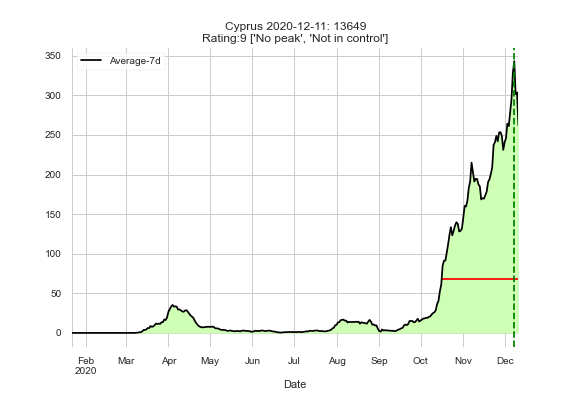 Cyprus 2020-12-11: 13649
Rating:9 ['No peak', 'Not in control']
Average-7d
350
300
250
200
150
100
50
0
Feb Mar Apr May Jun Jul Aug Sep Oct Nov Dec
2020
Date